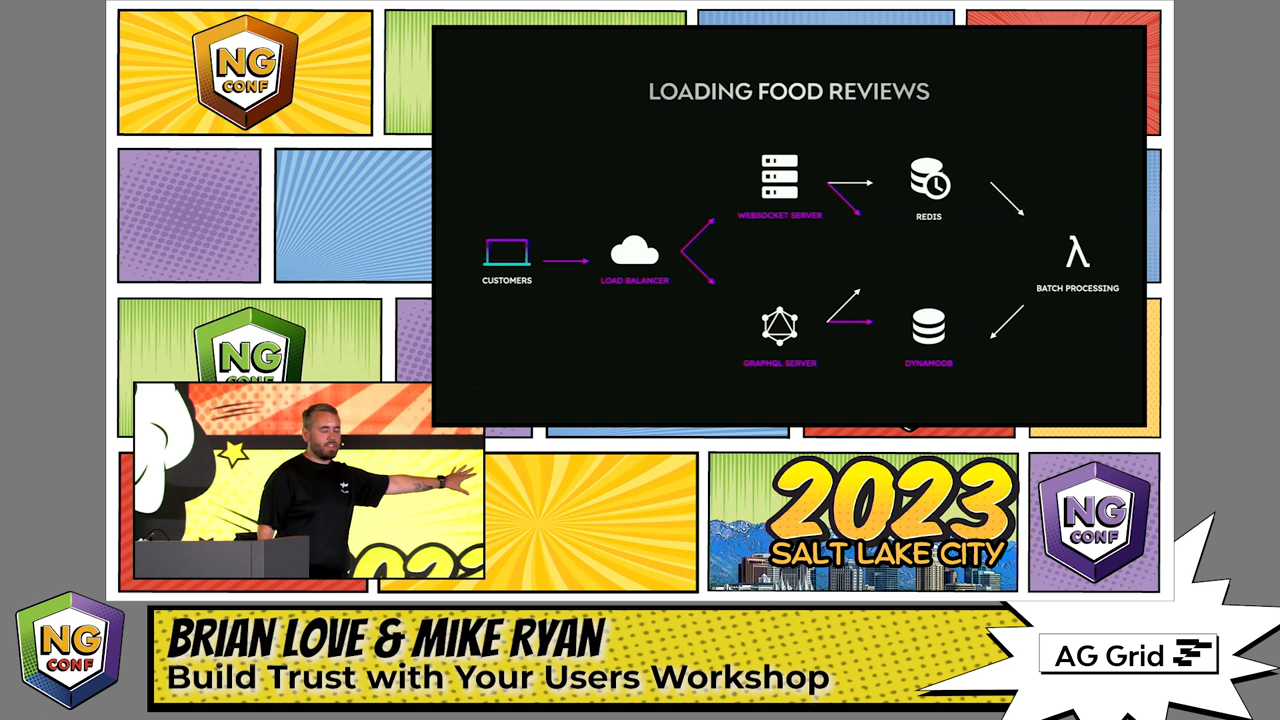 NG
CONF
LOADING FOOD REVIEWS
WEBSOCKET SERVER
REDIS
CUSTOMERS
LOAD BALANCER
BATCH PROCESSING
GRAPHQL SERVER
DYNAMODB
NG
CONF
2023
SALT LAKE CITY
NG
CONF
NG
CONF
BRIAN LOVE & MIKE RYAN
Build Trust with Your Users Workshop
AG Grid